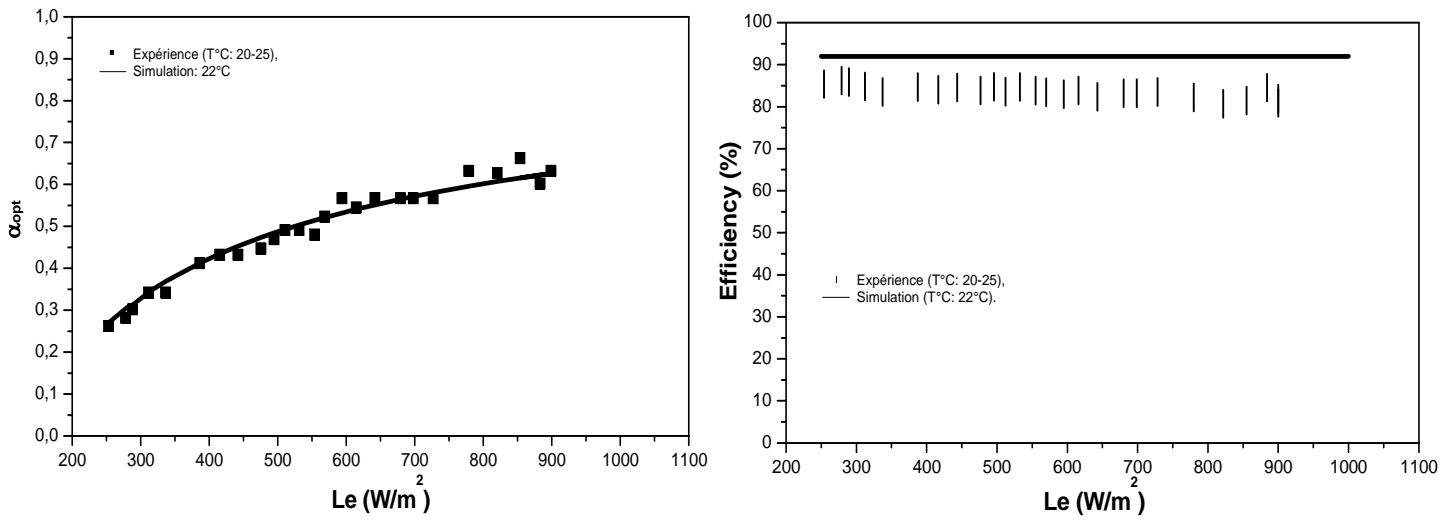 1,0
0,9
0,8
0,7
0,6
0,5
0,4
0,3
0,2
0,1
0,0
αopt
Expérience (T°C: 20-25),
Simulation: 22°C
200 300 400 500 600 700 800 900 1000 1100
Le (W/m²)
100
90
80
70
60
50
40
30
20
10
0
Efficiency (%)
Expérience (T°C: 20-25),
Simulation (T°C: 22°C).
200 300 400 500 600 700 800 900 1000 1100
Le (W/m²)